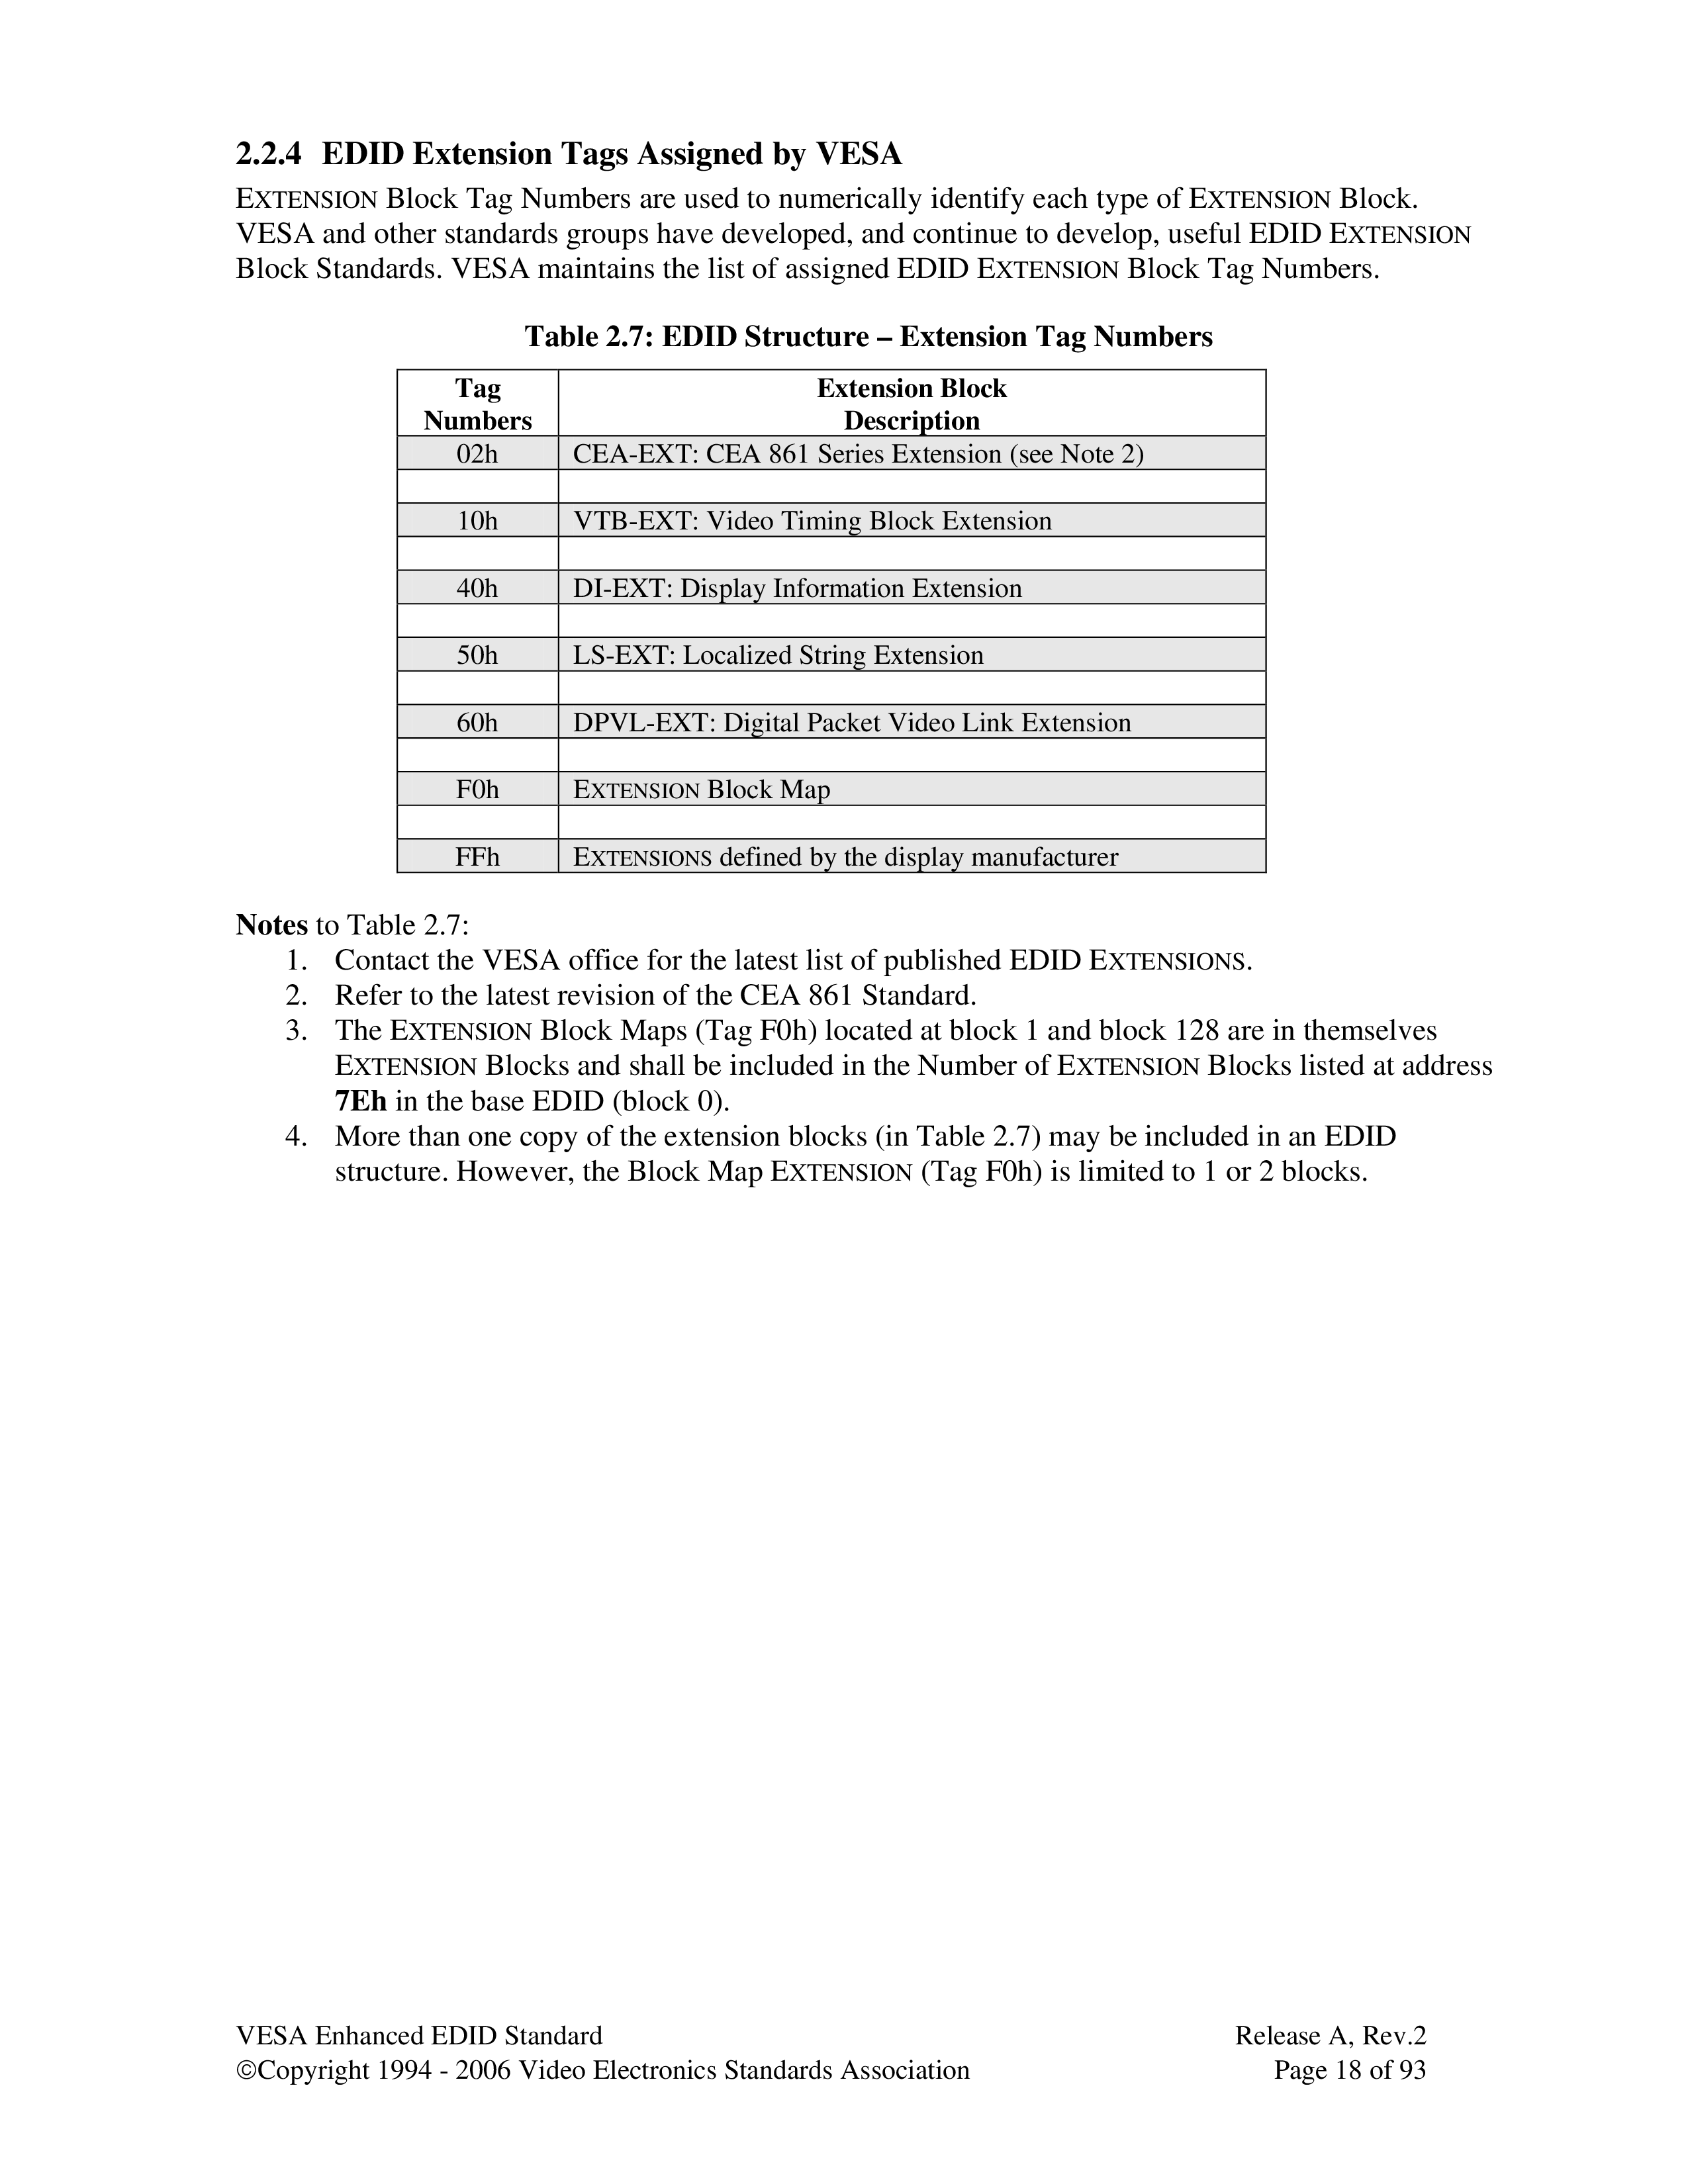 2.2.4 EDID Extension Tags Assigned by VESA
EXTENSION Block Tag Numbers are used to numerically identify each type of EXTENSION Block.
VESA and other standards groups have developed, and continue to develop, useful EDID EXTENSION
Block Standards. VESA maintains the list of assigned EDID EXTENSION Block Tag Numbers.
Table 2.7: EDID Structure – Extension Tag Numbers
Tag Numbers Extension Block Description
02h CEA-EXT: CEA 861 Series Extension (see Note 2)
10h VTB-EXT: Video Timing Block Extension
40h DI-EXT: Display Information Extension
50h LS-EXT: Localized String Extension
60h DPVL-EXT: Digital Packet Video Link Extension
F0h EXTENSION Block Map
FFh EXTENSIONS defined by the display manufacturer
Notes to Table 2.7:
1. Contact the VESA office for the latest list of published EDID EXTENSIONS.
2. Refer to the latest revision of the CEA 861 Standard.
3. The EXTENSION Block Maps (Tag F0h) located at block 1 and block 128 are in themselves
EXTENSION Blocks and shall be included in the Number of EXTENSION Blocks listed at address
7Eh in the base EDID (block 0).
4. More than one copy of the extension blocks (in Table 2.7) may be included in an EDID
structure. However, the Block Map EXTENSION (Tag F0h) is limited to 1 or 2 blocks.
VESA Enhanced EDID Standard Release A, Rev.2
©Copyright 1994 - 2006 Video Electronics Standards Association Page 18 of 93